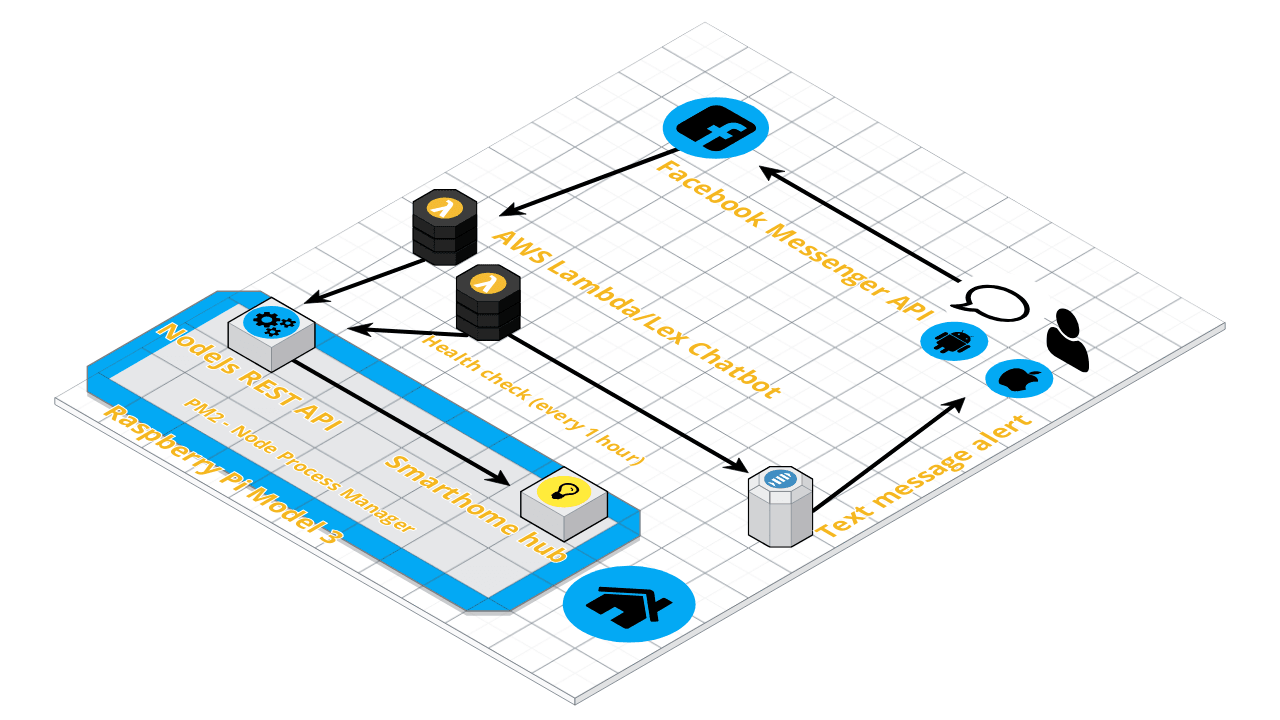 Facebook Messenger API
AWS Lambda/Lex Chatbot
Health check (every 1 hour)
NodeJs REST API
PM2 - Node Process Manager
Raspberry Pi Model 3
Smarthome hub
Text message alert